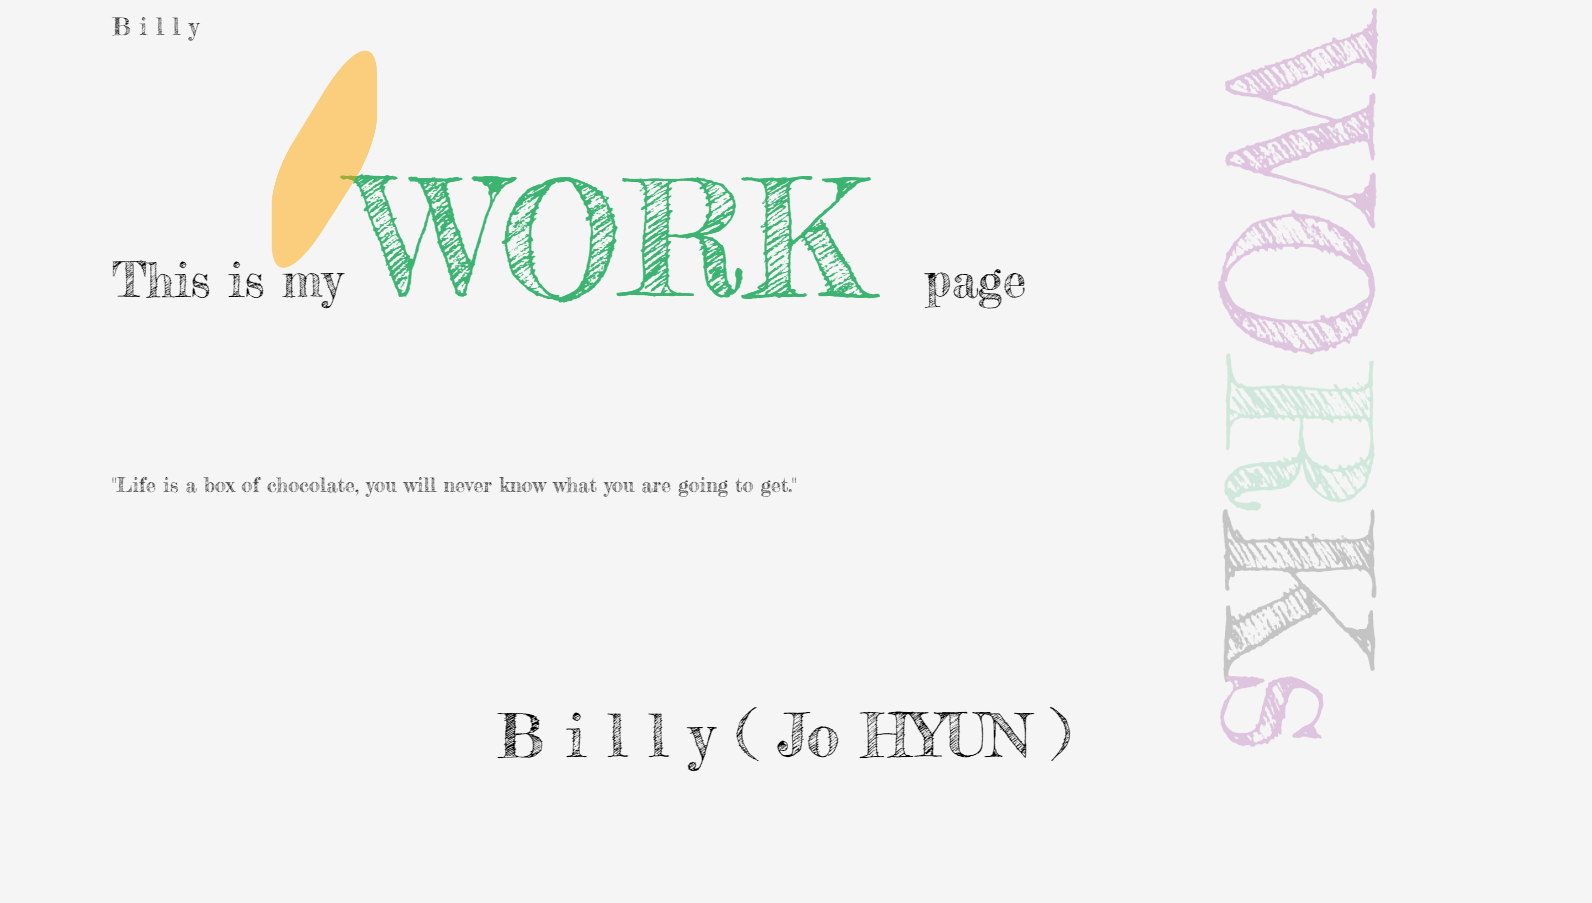 Billy
This is my WORK page
"Life is a box of chocolate, you will never know what you are going to get."
Billy( Jo HYUN )
WORKs